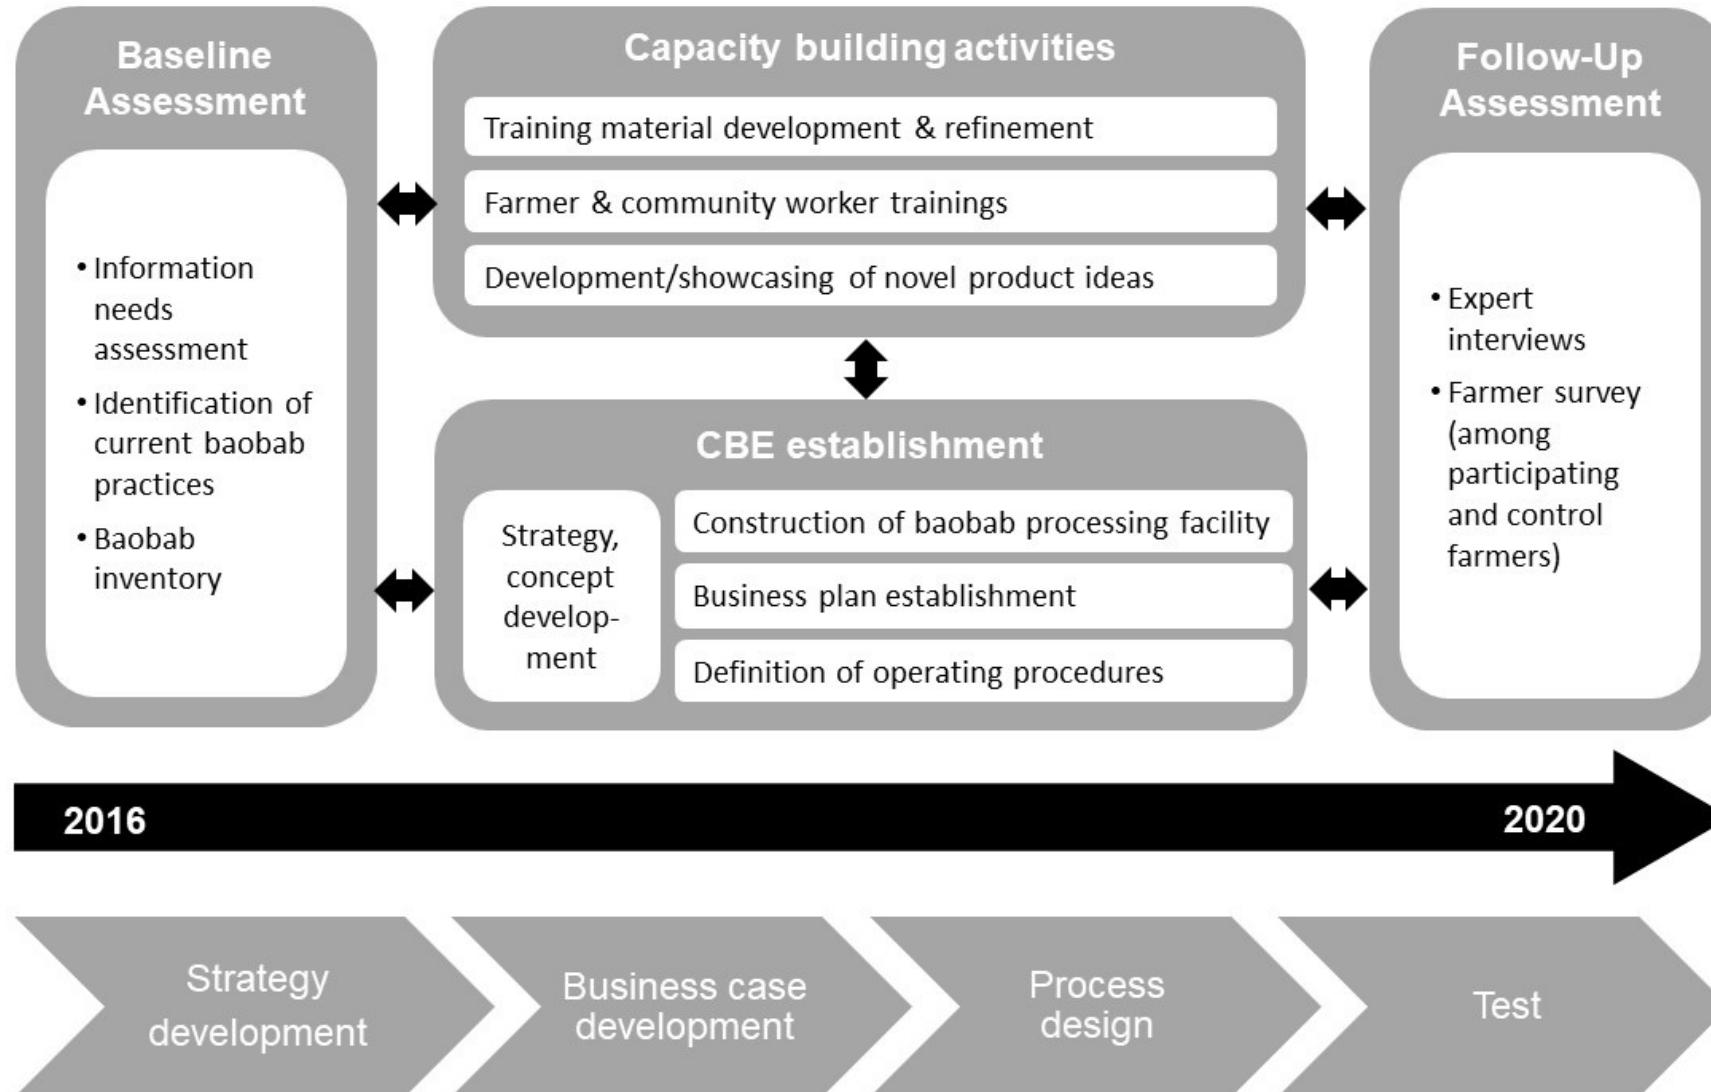 Baseline
Assessment
• Information
needs
assessment
• Identification of
current baobab
practices
• Baobab
inventory
Capacity building activities
Training material development & refinement
Farmer & community worker trainings
Development/showcasing of novel product ideas
CBE establishment
Strategy,
concept
develop-
ment
Construction of baobab processing facility
Business plan establishment
Definition of operating procedures
Follow-Up
Assessment
• Expert
interviews
• Farmer survey
(among
participating
and control
farmers)
2016
2020
Strategy
development
Business case
development
Process
design
Test